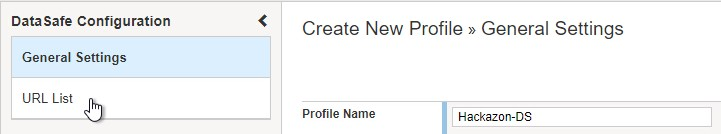 DataSafe Configuration
General Settings
URL List
Create New Profile » General Settings
Profile Name
Hackazon-DS